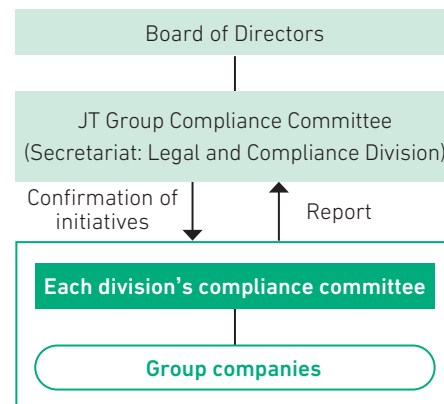 Board of Directors
JT Group Compliance Committee
(Secretariat: Legal and Compliance Division)
Confirmation of
initiatives
Report
Each division’s compliance committee
Group companies